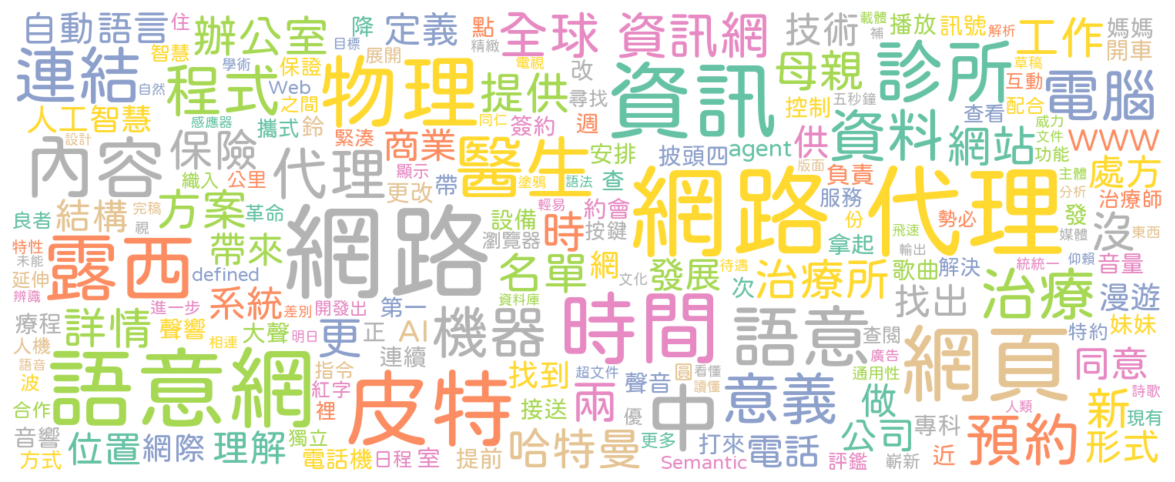 自動語言 住 辦公室 降 定義 點 全球 資訊網 技術 補 載體 播放 訊號 解析 工作 媽媽
智慧 目標 展開 精緻 電視 改 母親 診所 草稿 開車
連結 學術 程式 保證 物理 提供 尋找 資訊 五秒鐘 互動 電腦
自然 Web 之間 同仁 簽約 控制 查看 配合 威力
人工智慧 感應器 攜式 鈴 緊湊 商業 醫生 週 agent 供 資料 網站 文件 功能 WWW
設計 內容 保險 代理 顯示 安排 披頭四 版面 負責 主體 處方
織入 公里 更改 帶 塗鴉 語法 查 網路代理 服務 分析 治療師
良者 完稿 結構 方案 革命 網路 設備 輕易 約會 份 勢必 發 媒體 沒 東西
特性 視 露西 帶來 瀏覽器 時 按鍵 拿起 飛速 仰賴 音量
未能 延伸 defined 名單 網 文化 發展 待遇 治療所 歌曲 輸出 解決 統統一
辨識 進一步 系統 差別 開發出 第一 機器 資料庫 時間 次 找出 治療 漫遊
療程 詳情 聲響 大聲 明日 更 正 AI 語意 查閱 特約 妹妹
人機 語音 相連 指令 連續 超文件 圓 看懂 廣告 網頁 同意
波 語意網 紅字 皮特 找到 聲音 讀懂 意義 通用性 詩歌
合作 裡 接送 兩 優 中 做 人類 新 現有
音響 位置 網際 理解 獨立 哈特曼 更多 打來 電話 公司 專科 預約 形式
方式 電話機 日程 室 提前 Semantic 評鑑 嶄新 近